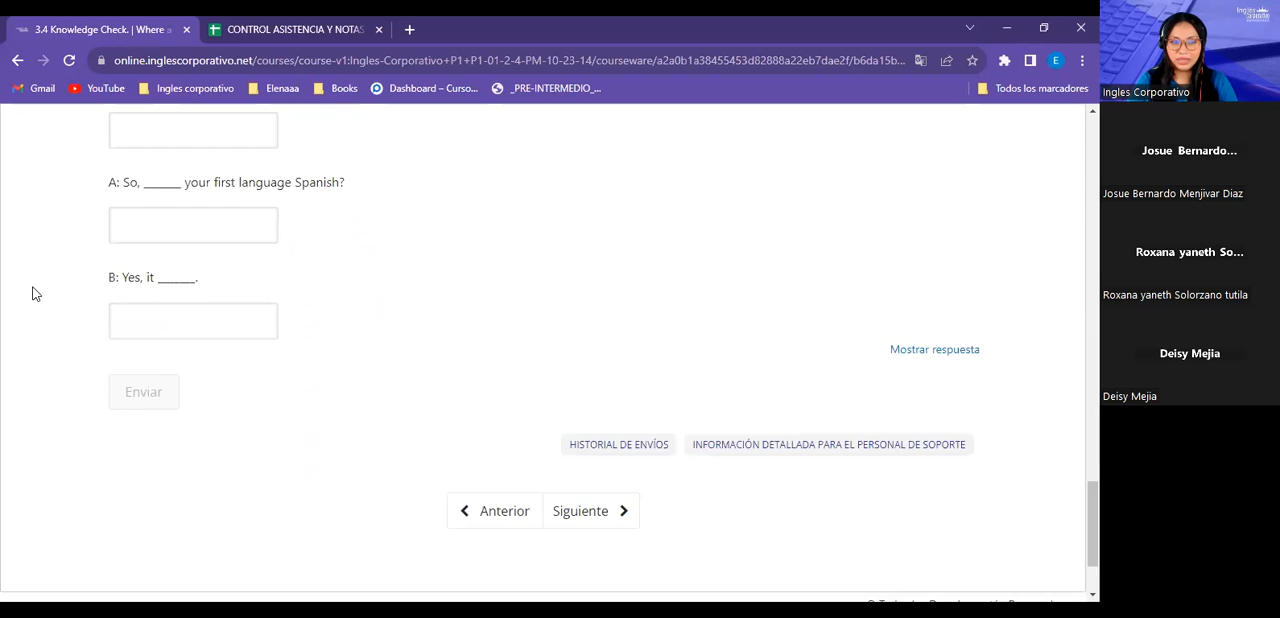 3.4 Knowledge Check. | Where a
CONTROL ASISTENCIA Y NOTAS
online.inglescorporativo.net/courses/course-v1:Ingles-Corporativo+P1+P1-01-2-4-PM-10-23-14/courseware/a2a0b1a38455453d82888a22eb7dae2f/b6da15b...
E
Gmail
YouTube
Ingles corporativo
Elenaaa
Books
Dashboard – Curso...
_PRE-INTERMEDIO_...
Todos los marcadores
A: So, ______ your first language Spanish?
B: Yes, it ______.
Mostrar respuesta
Enviar
HISTORIAL DE ENVÍOS
INFORMACIÓN DETALLADA PARA EL PERSONAL DE SOPORTE
Anterior
Siguiente
Ingles Corporativo
Josue Bernardo...
Josue Bernardo Menjivar Diaz
Roxana yaneth So...
Roxana yaneth Solorzano tutila
Deisy Mejia
Deisy Mejia